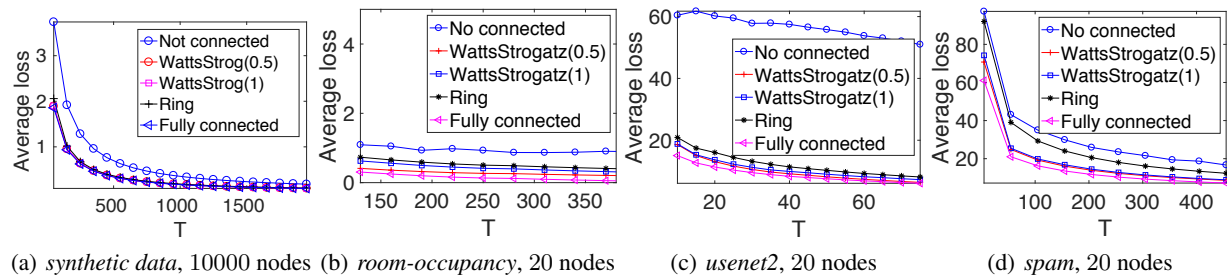 Average loss
3
2
1
500
1000
1500
T
Not connected
WattsStrog(0.5)
WattsStrog(1)
Ring
Fully connected
(a) synthetic data, 10000 nodes
Average loss
4
2
0
150
200
250
300
350
T
No connected
WattsStrogatz(0.5)
WattsStrogatz(1)
Ring
Fully connected
(b) room-occupancy, 20 nodes
Average loss
60
40
20
20
40
60
T
No connected
WattsStrogatz(0.5)
WattsStrogatz(1)
Ring
Fully connected
(c) usenet2, 20 nodes
Average loss
80
60
40
20
100
200
300
400
T
No connected
WattsStrogatz(0.5)
WattsStrogatz(1)
Ring
Fully connected
(d) spam, 20 nodes